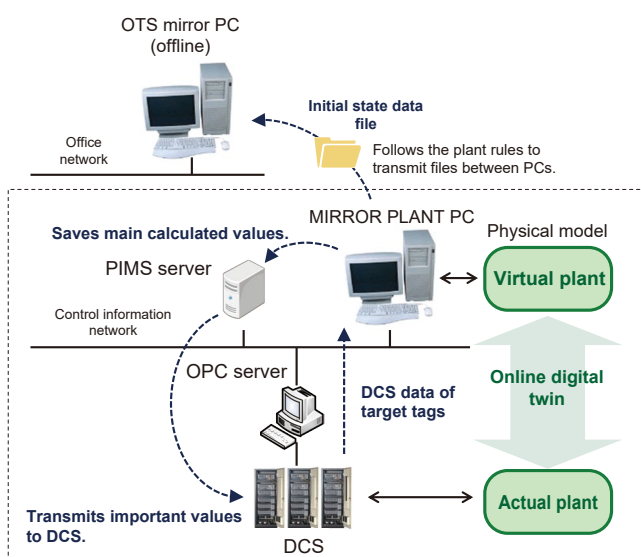 OTS mirror PC
(offline)
Initial state data
file
Office
network
Follows the plant rules to
transmit files between PCs.
MIRROR PLANT PC
Physical model
Saves main calculated values.
PIMS server
Virtual plant
Control information
network
OPC server
DCS data of
target tags
Online digital
twin
Transmits important values
to DCS.
DCS
Actual plant